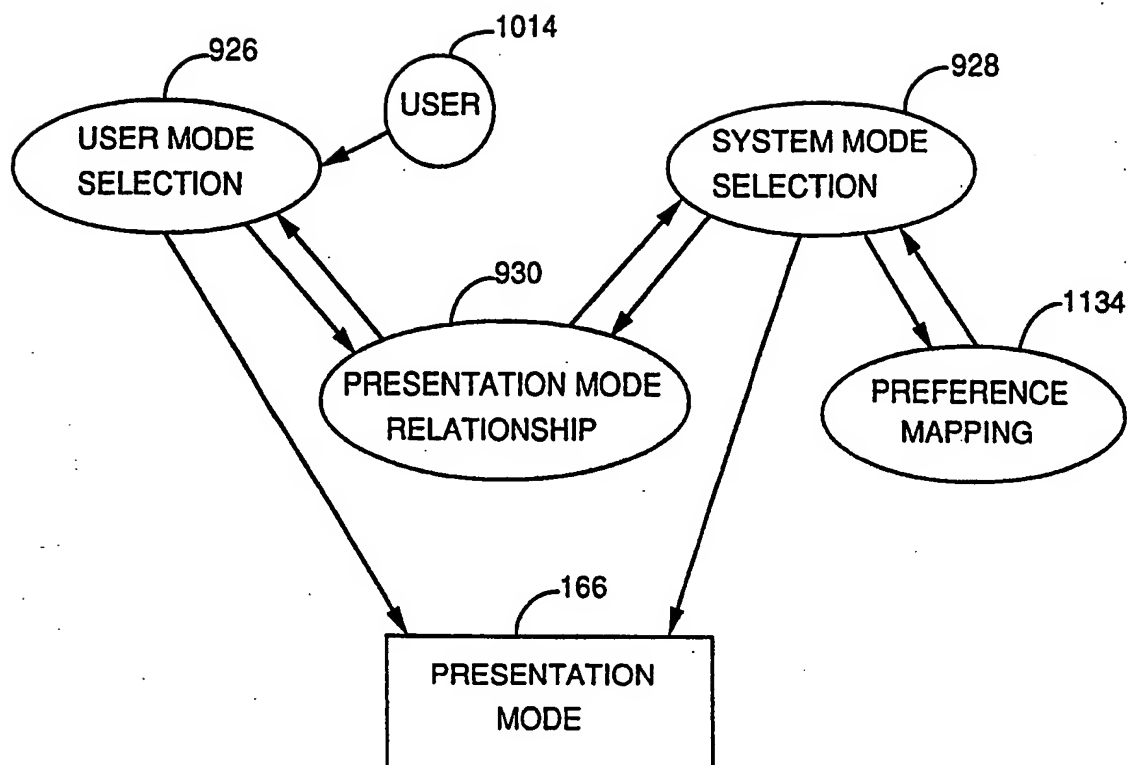 1014
926
928
USER
USER MODE
SELECTION
SYSTEM MODE
SELECTION
930
1134
PRESENTATION MODE
RELATIONSHIP
PREFERENCE
MAPPING
166
PRESENTATION
MODE